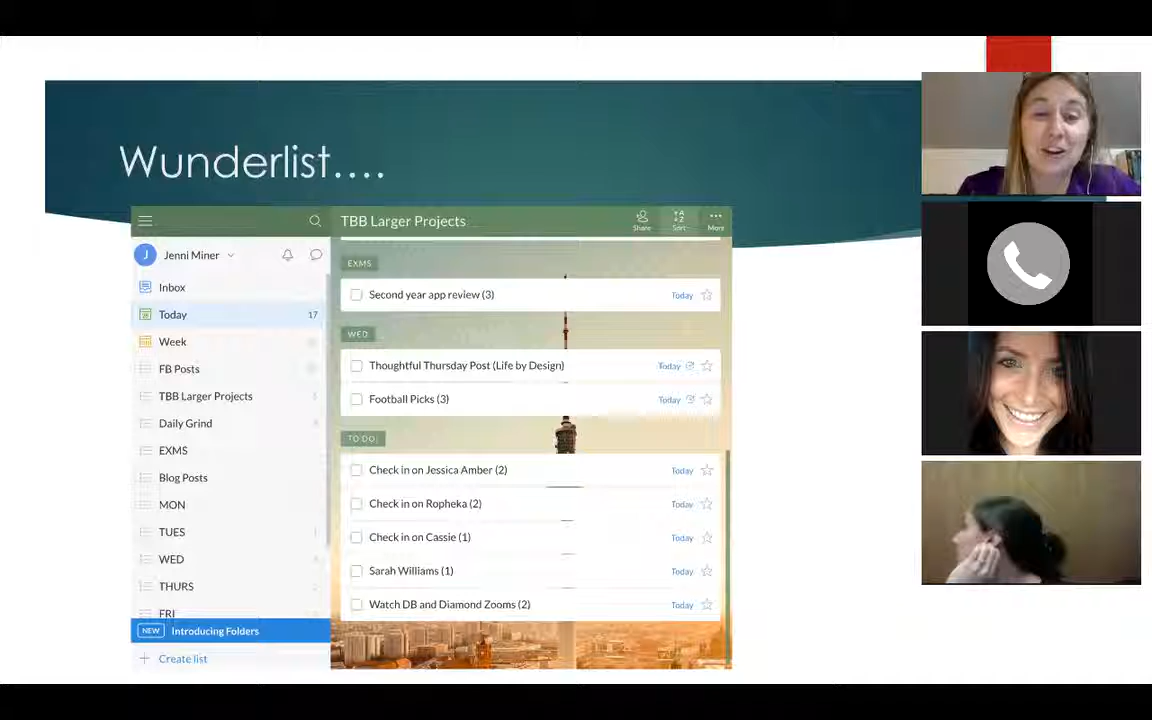 Wunderlist....
TBB Larger Projects
Share
Sort
More
J
Jenni Miner
Inbox
Today 17
Week
FB Posts
TBB Larger Projects 5
Daily Grind
EXMS
Blog Posts
MON
TUES 1
WED
THURS
FRI
NEW Introducing Folders
+ Create list
EXMS
Second year app review (3) Today
WED
Thoughtful Thursday Post (Life by Design) Today
Football Picks (3) Today
TO DO
Check in on Jessica Amber (2) Today
Check in on Ropheka (2) Today
Check in on Cassie (1) Today
Sarah Williams (1) Today
Watch DB and Diamond Zooms (2) Today